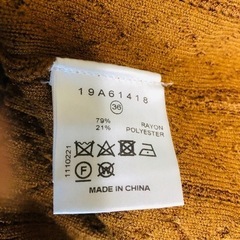 19A61418
36
79% RAYON
21% POLYESTER
1110221
F W
MADE IN CHINA